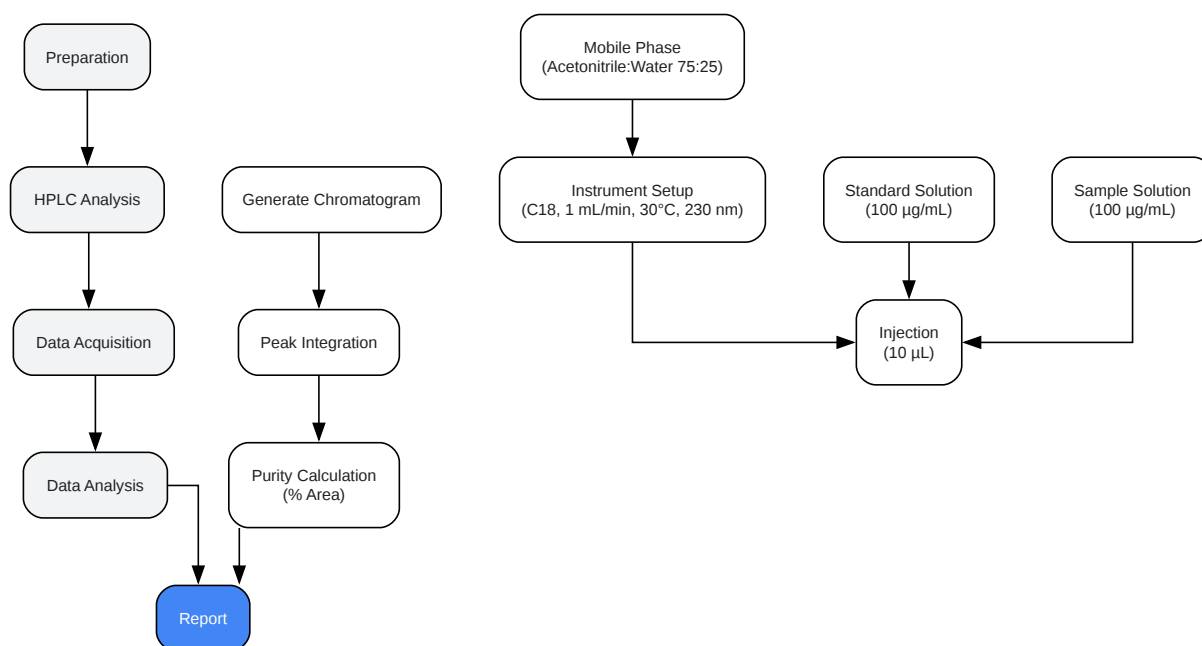 Preparation
Mobile Phase
(Acetonitrile:Water 75:25)
HPLC Analysis
Generate Chromatogram
Instrument Setup
(C18, 1 mL/min, 30°C, 230 nm)
Standard Solution
(100 µg/mL)
Sample Solution
(100 µg/mL)
Data Acquisition
Peak Integration
Injection
(10 µL)
Data Analysis
Purity Calculation
(% Area)
Report